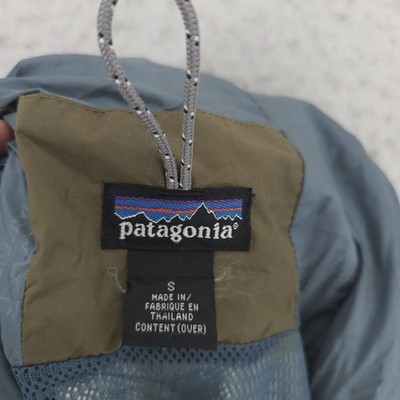 patagonia®
S
MADE IN/
FABRIQUE EN
THAILAND
CONTENT (OVER)